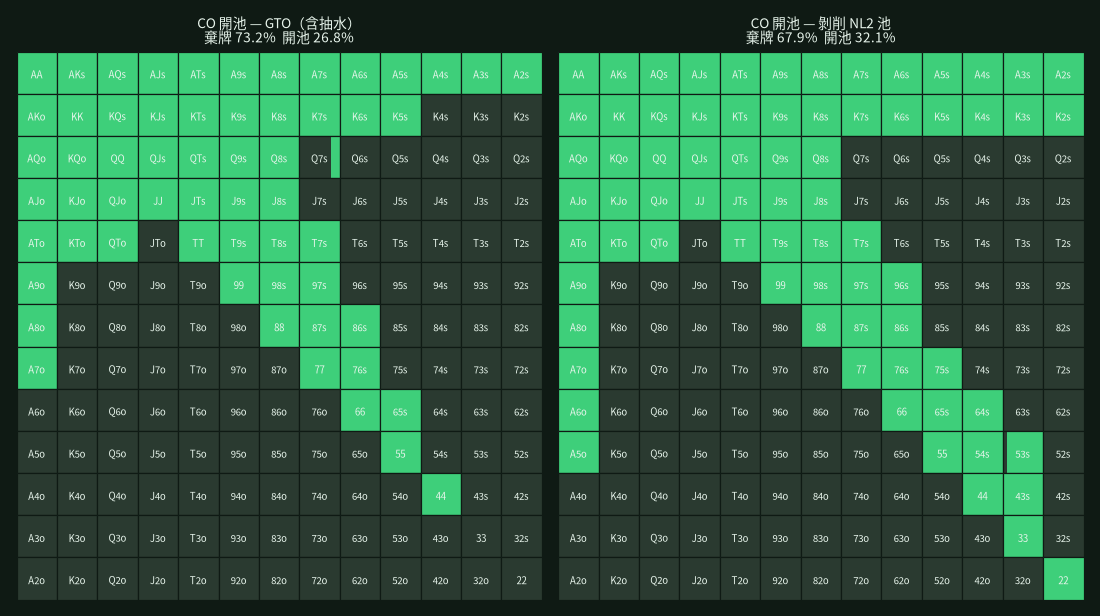 CO 開池 — GTO（含抽水）
棄牌 73.2%  開池 26.8%
AA AKs AQs AJs ATs A9s A8s A7s A6s A5s A4s A3s A2s
AKo KK KQs KJs KTs K9s K8s K7s K6s K5s K4s K3s K2s
AQo KQo QQ QJs QTs Q9s Q8s Q7s Q6s Q5s Q4s Q3s Q2s
AJo KJo QJo JJ JTs J9s J8s J7s J6s J5s J4s J3s J2s
ATo KTo QTo JTo TT T9s T8s T7s T6s T5s T4s T3s T2s
A9o K9o Q9o J9o T9o 99 98s 97s 96s 95s 94s 93s 92s
A8o K8o Q8o J8o T8o 98o 88 87s 86s 85s 84s 83s 82s
A7o K7o Q7o J7o T7o 97o 87o 77 76s 75s 74s 73s 72s
A6o K6o Q6o J6o T6o 96o 86o 76o 66 65s 64s 63s 62s
A5o K5o Q5o J5o T5o 95o 85o 75o 65o 55 54s 53s 52s
A4o K4o Q4o J4o T4o 94o 84o 74o 64o 54o 44 43s 42s
A3o K3o Q3o J3o T3o 93o 83o 73o 63o 53o 43o 33 32s
A2o K2o Q2o J2o T2o 92o 82o 72o 62o 52o 42o 32o 22
CO 開池 — 剝削 NL2 池
棄牌 67.9%  開池 32.1%
AA AKs AQs AJs ATs A9s A8s A7s A6s A5s A4s A3s A2s
AKo KK KQs KJs KTs K9s K8s K7s K6s K5s K4s K3s K2s
AQo KQo QQ QJs QTs Q9s Q8s Q7s Q6s Q5s Q4s Q3s Q2s
AJo KJo QJo JJ JTs J9s J8s J7s J6s J5s J4s J3s J2s
ATo KTo QTo JTo TT T9s T8s T7s T6s T5s T4s T3s T2s
A9o K9o Q9o J9o T9o 99 98s 97s 96s 95s 94s 93s 92s
A8o K8o Q8o J8o T8o 98o 88 87s 86s 85s 84s 83s 82s
A7o K7o Q7o J7o T7o 97o 87o 77 76s 75s 74s 73s 72s
A6o K6o Q6o J6o T6o 96o 86o 76o 66 65s 64s 63s 62s
A5o K5o Q5o J5o T5o 95o 85o 75o 65o 55 54s 53s 52s
A4o K4o Q4o J4o T4o 94o 84o 74o 64o 54o 44 43s 42s
A3o K3o Q3o J3o T3o 93o 83o 73o 63o 53o 43o 33 32s
A2o K2o Q2o J2o T2o 92o 82o 72o 62o 52o 42o 32o 22